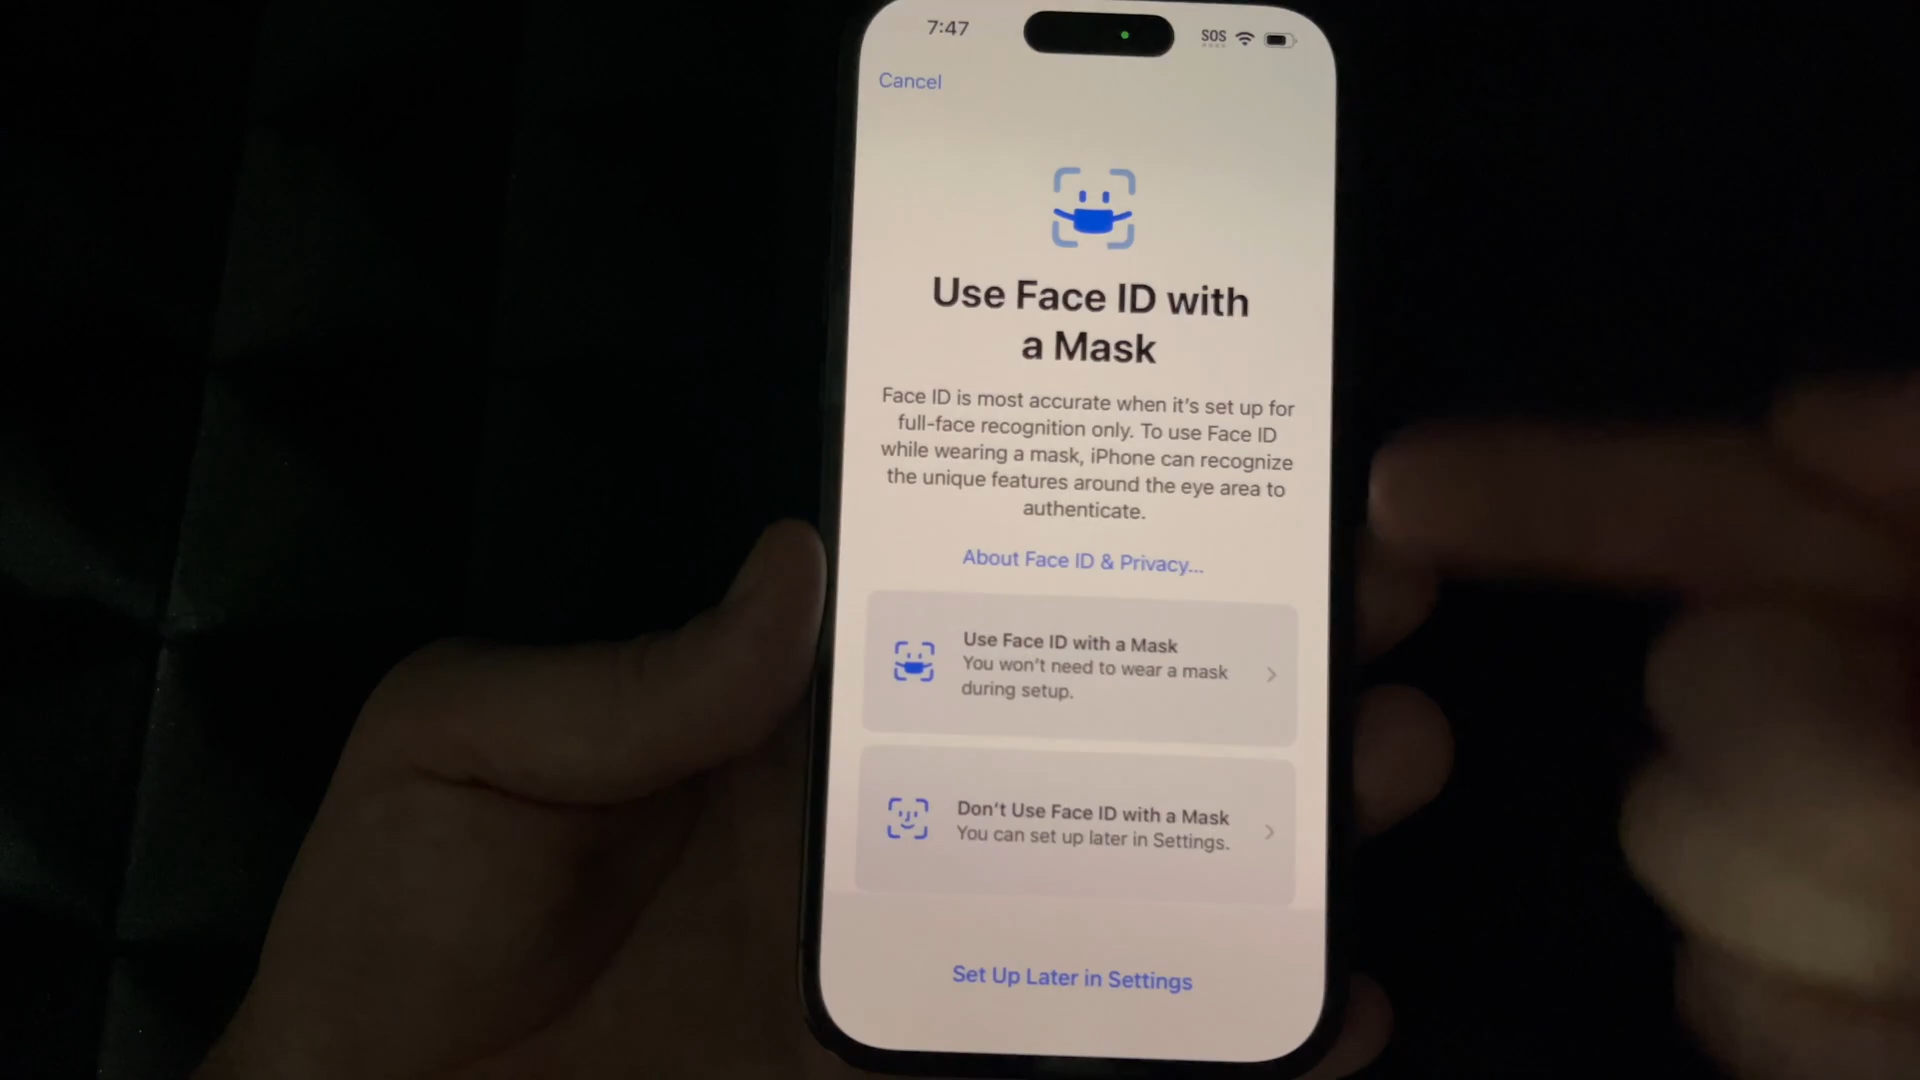 7:47
SOS
Cancel
Use Face ID with
a Mask
Face ID is most accurate when it's set up for
full-face recognition only. To use Face ID
while wearing a mask, iPhone can recognize
the unique features around the eye area to
authenticate.
About Face ID & Privacy...
Use Face ID with a Mask
You won't need to wear a mask
during setup.
Don't Use Face ID with a Mask
You can set up later in Settings.
Set Up Later in Settings